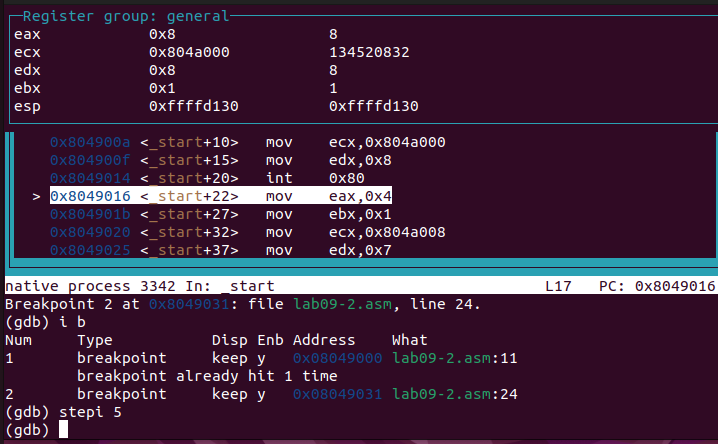 Register group: general
eax 0x8 8
ecx 0x804a000 134520832
edx 0x8 8
ebx 0x1 1
esp 0xffffd130 0xffffd130
0x804900a <_start+10> mov ecx,0x804a000
0x804900f <_start+15> mov edx,0x8
0x8049014 <_start+20> int 0x80
> 0x8049016 <_start+22> mov eax,0x4
0x804901b <_start+27> mov ebx,0x1
0x8049020 <_start+32> mov ecx,0x804a008
0x8049025 <_start+37> mov edx,0x7
native process 3342 In: _start L17 PC: 0x8049016
Breakpoint 2 at 0x8049031: file lab09-2.asm, line 24.
(gdb) i b
Num Type Disp Enb Address What
1 breakpoint keep y 0x08049000 lab09-2.asm:11
breakpoint already hit 1 time
2 breakpoint keep y 0x08049031 lab09-2.asm:24
(gdb) stepi 5
(gdb)